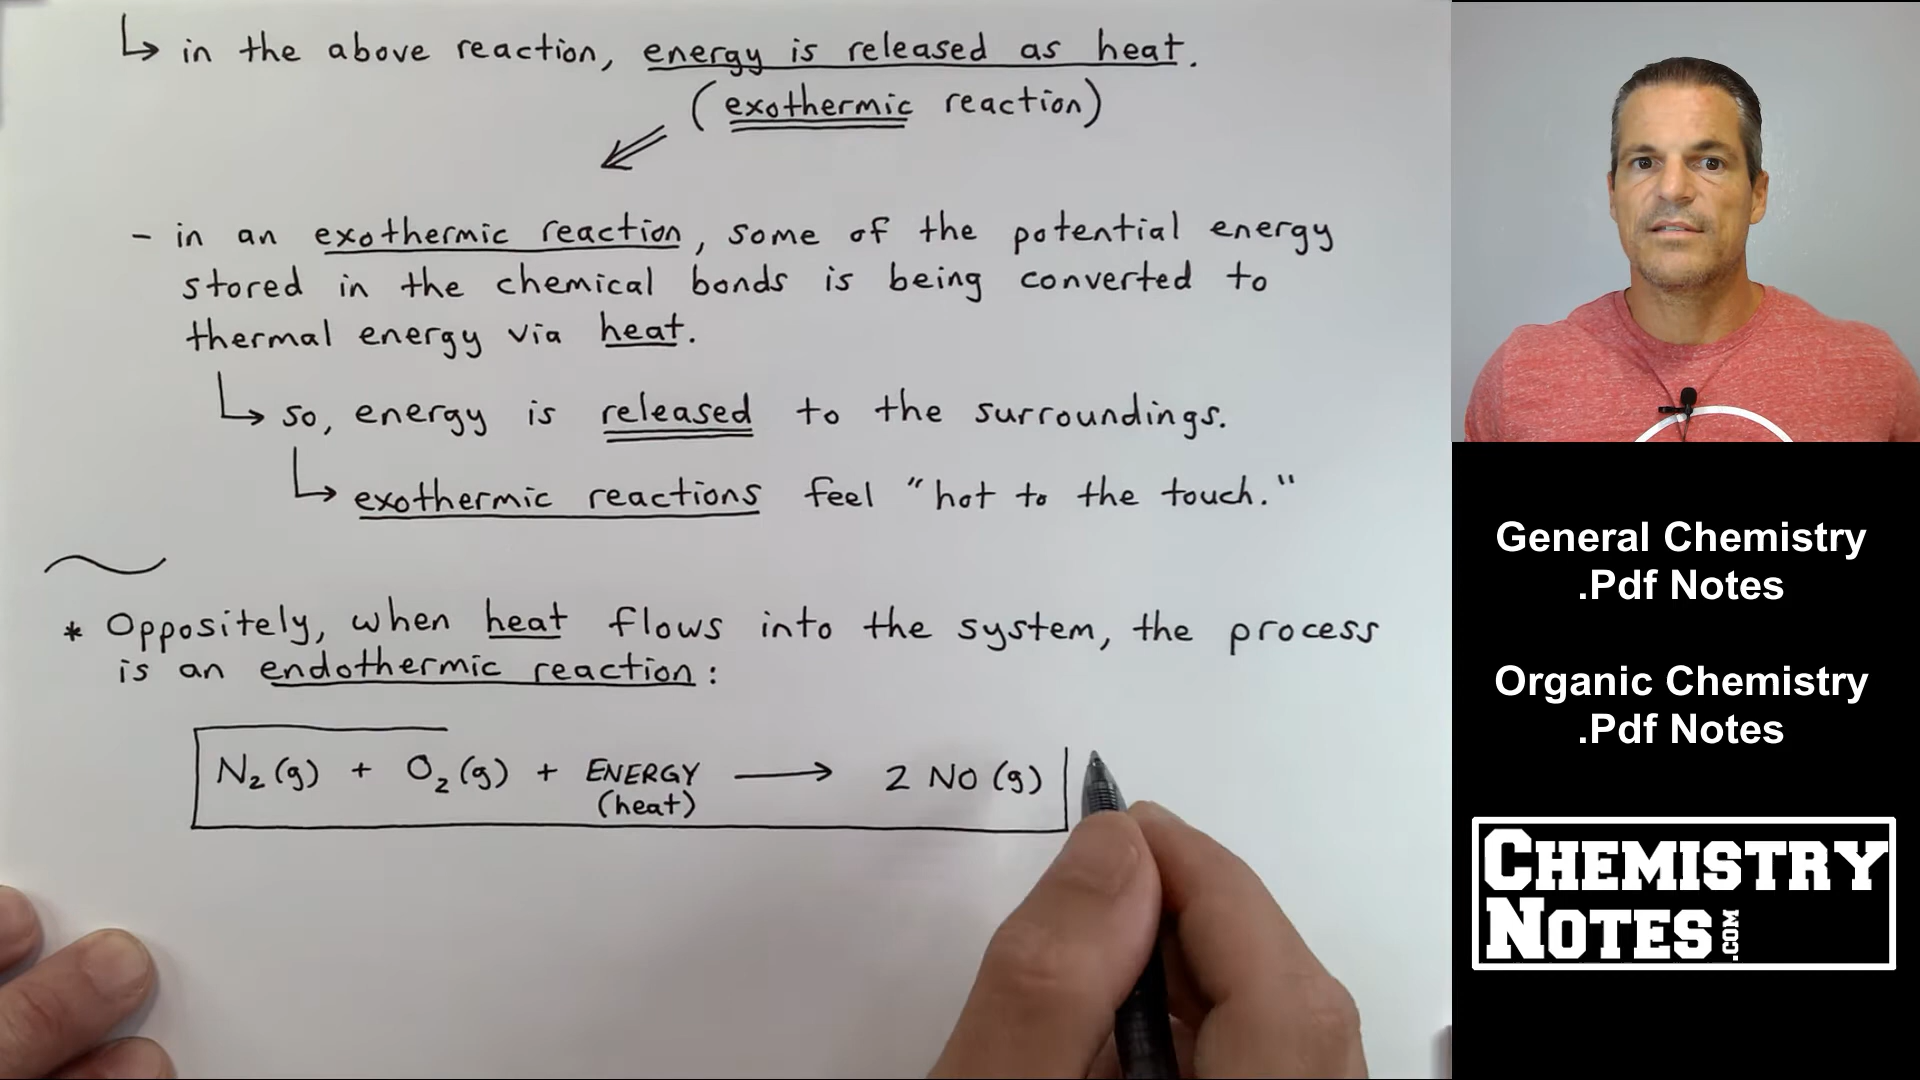 ↳ in the above reaction, energy is released as heat.
(exothermic reaction)
- in an exothermic reaction, some of the potential energy
stored in the chemical bonds is being converted to
thermal energy via heat.
↳ so, energy is released to the surroundings.
↳ exothermic reactions feel "hot to the touch."
* Oppositely, when heat flows into the system, the process
is an endothermic reaction:
N₂(g) + O₂(g) + ENERGY → 2 NO(g)
(heat)
General Chemistry
.Pdf Notes
Organic Chemistry
.Pdf Notes
CHEMISTRY
NOTES.COM